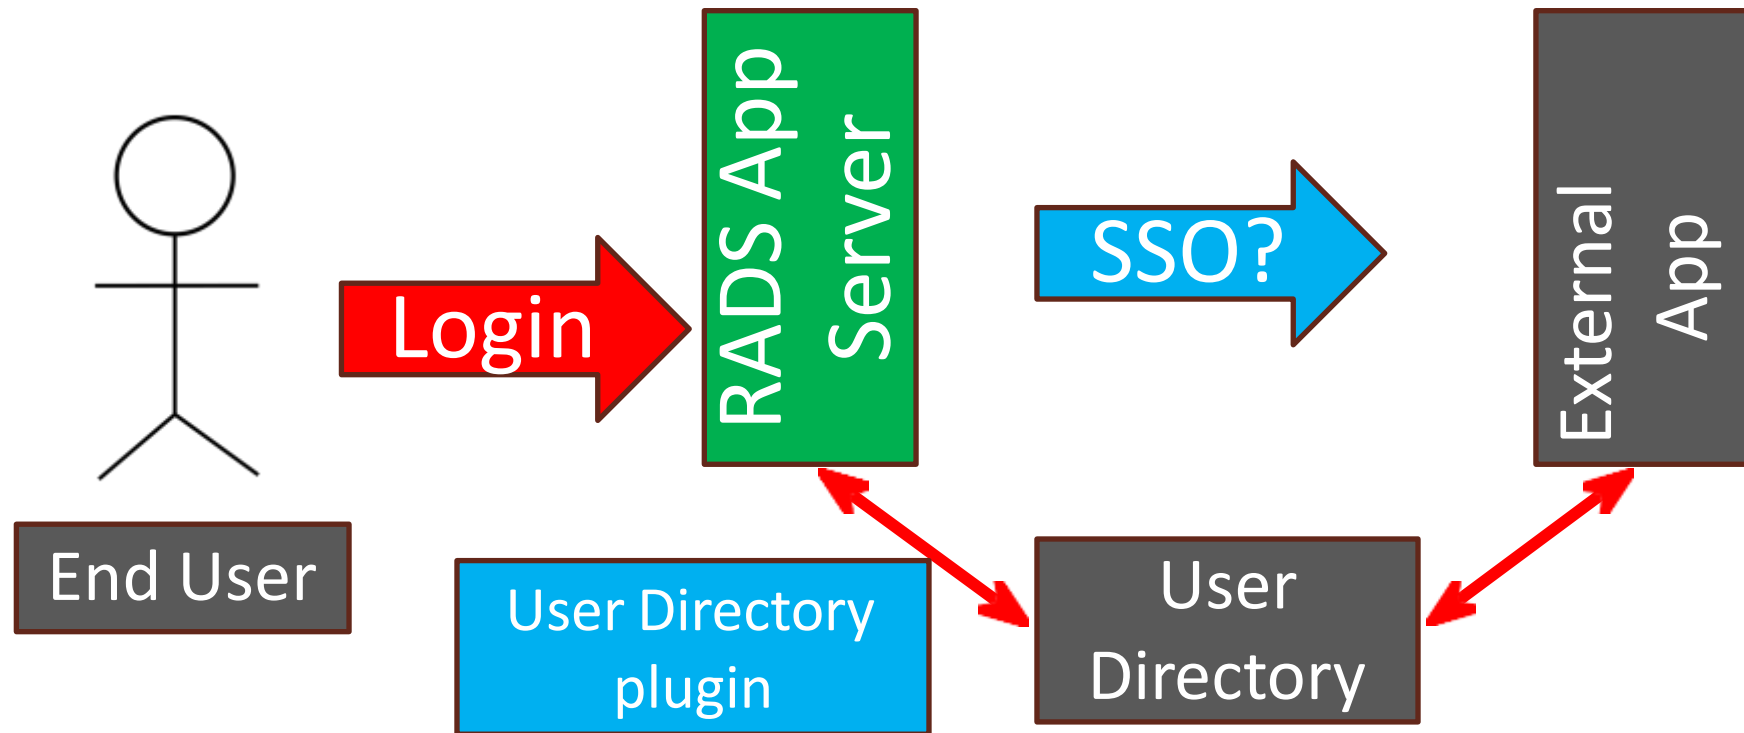 RADS App
Server
External
App
SSO?
Login
End User
User Directory
plugin
User
Directory